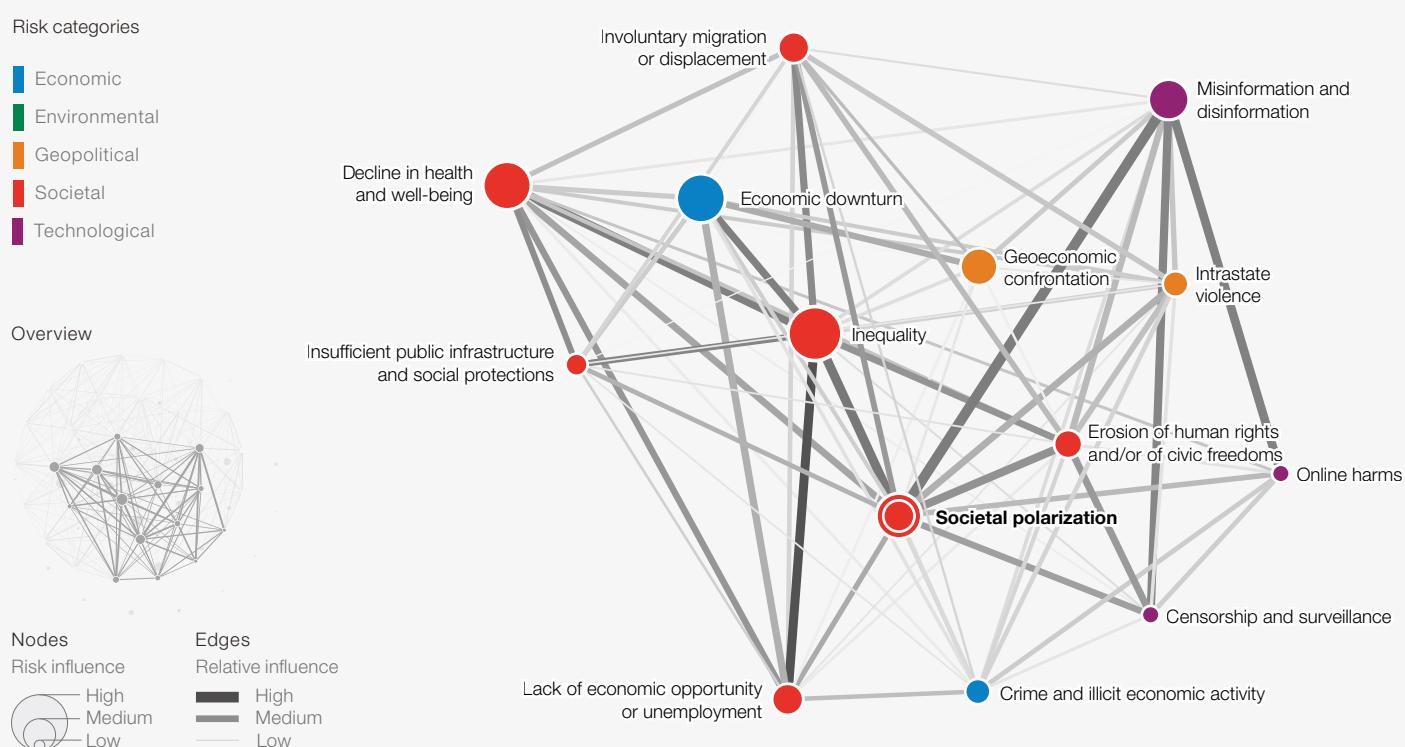 Risk categories
Economic
Environmental
Geopolitical
Societal
Technological
Overview
Nodes
Risk influence
High
Medium
Low
Edges
Relative influence
High
Medium
Low
Involuntary migration
or displacement
Misinformation and
disinformation
Decline in health
and well-being
Economic downturn
Geoeconomic
confrontation
Intrastate
violence
Inequality
Insufficient public infrastructure
and social protections
Erosion of human rights
and/or of civic freedoms
Online harms
Societal polarization
Censorship and surveillance
Lack of economic opportunity
or unemployment
Crime and illicit economic activity